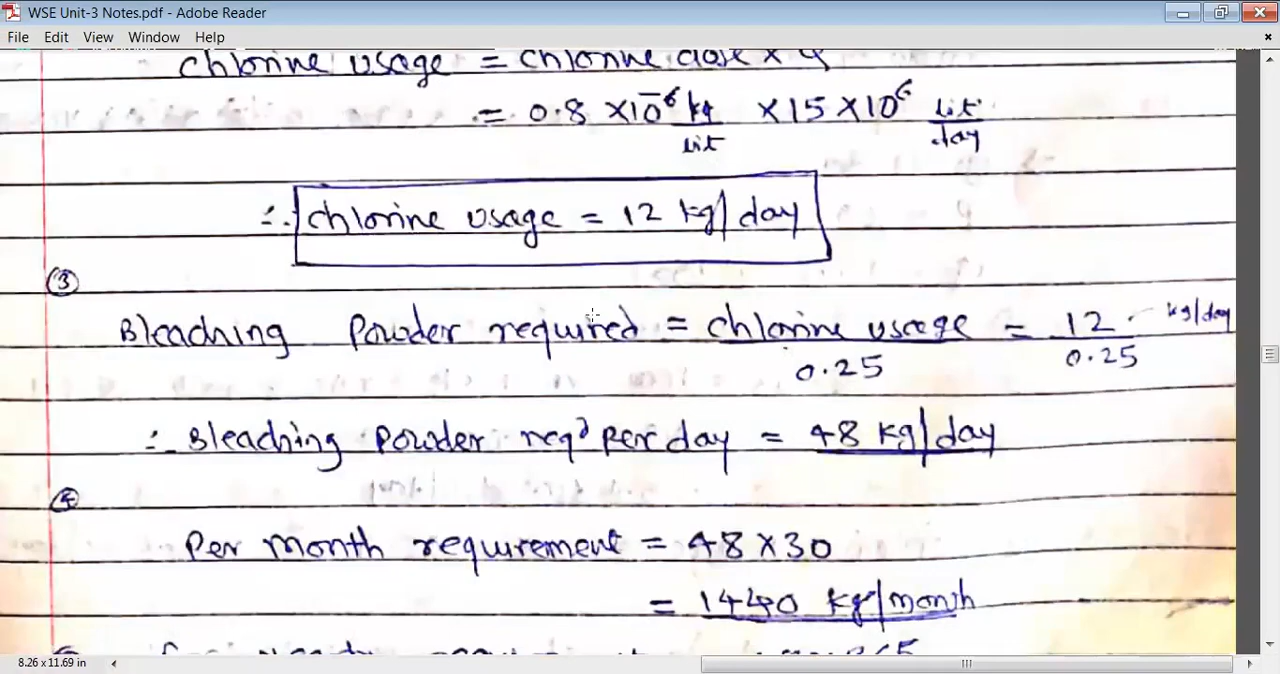 WSE Unit-3 Notes.pdf - Adobe Reader
File Edit View Window Help
chlorine usage = chlorine dose × Q
= 0.8 × 10⁻⁶ kg/lit × 15 × 10⁶ lit/day
∴ chlorine usage = 12 kg/day
③
Bleaching Powder required = chlorine usage / 0.25 = 12 / 0.25 kg/day
∴ Bleaching Powder reqd per day = 48 kg/day
④
Per month requirement = 48 × 30
= 1440 kg/month
8.26 x 11.69 in